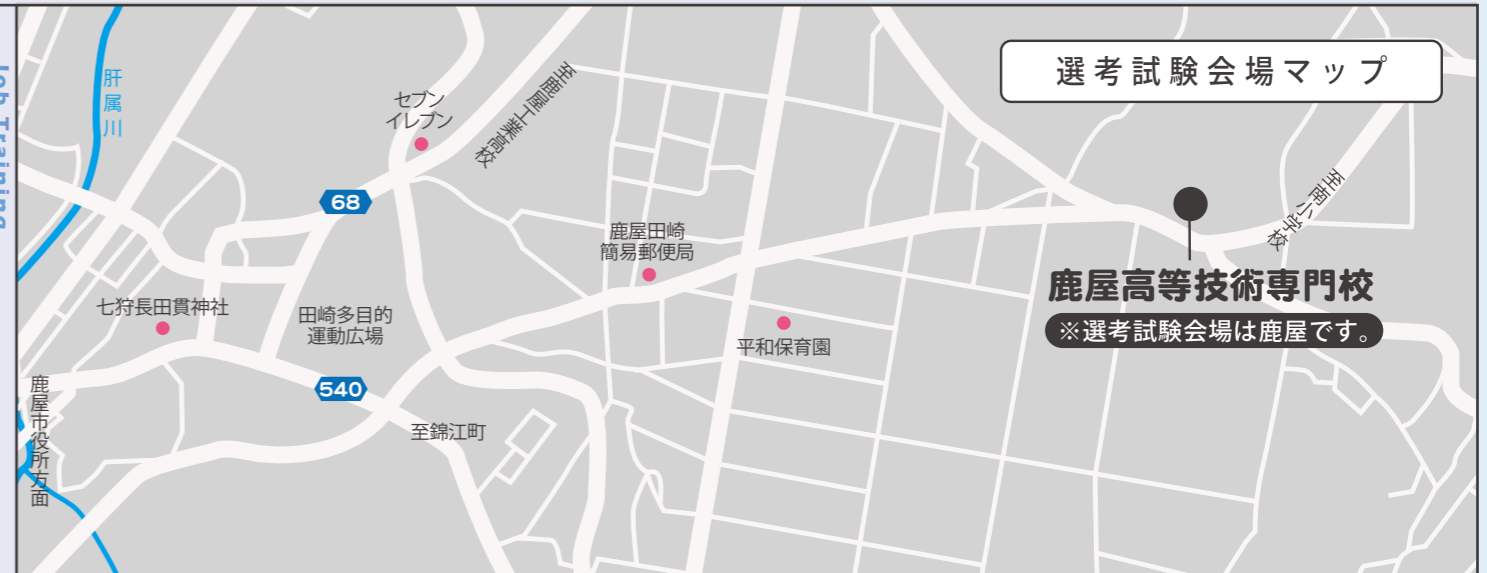 選考試験会場マップ
Job Training
肝属川
セブン
イレブン
至鹿屋工業高校
68
鹿屋田崎
簡易郵便局
至南小学校
七狩長田貫神社
田崎多目的
運動広場
平和保育園
鹿屋高等技術専門校
※選考試験会場は鹿屋です。
540
至錦江町
鹿屋市役所方面